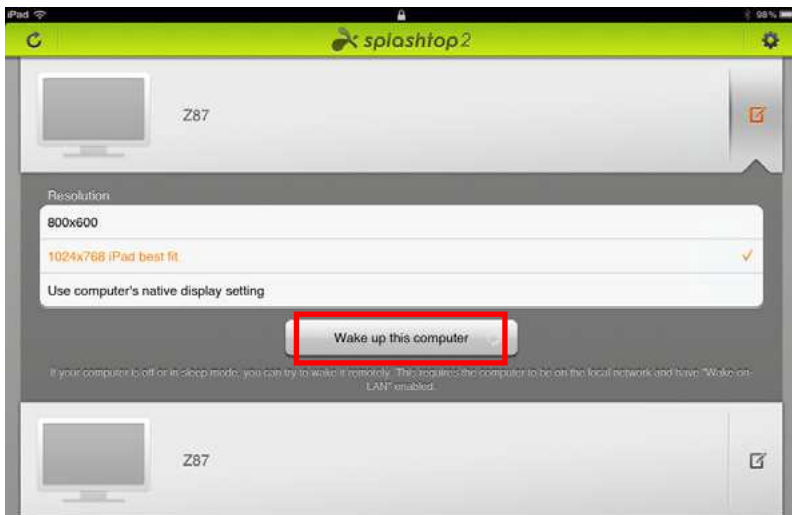 iPad
98%
splashtop2
Z87
Resolution
800x600
1024x768 iPad best fit
Use computer's native display setting
Wake up this computer
If your computer is off or in sleep mode, you can try to wake it remotely. This requires the computer to be on the local network and have "Wake-on-
LAN" enabled.
Z87